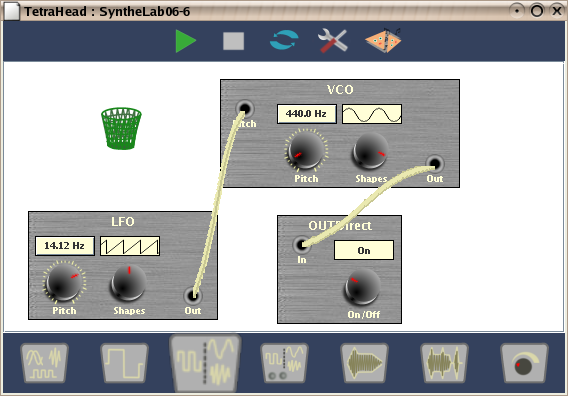 TetraHead : SyntheLab06-6
VCO
Pitch
440.0 Hz
Pitch
Shapes
Out
LFO
14.12 Hz
Pitch
Shapes
Out
OUTDirect
In
On
On/Off